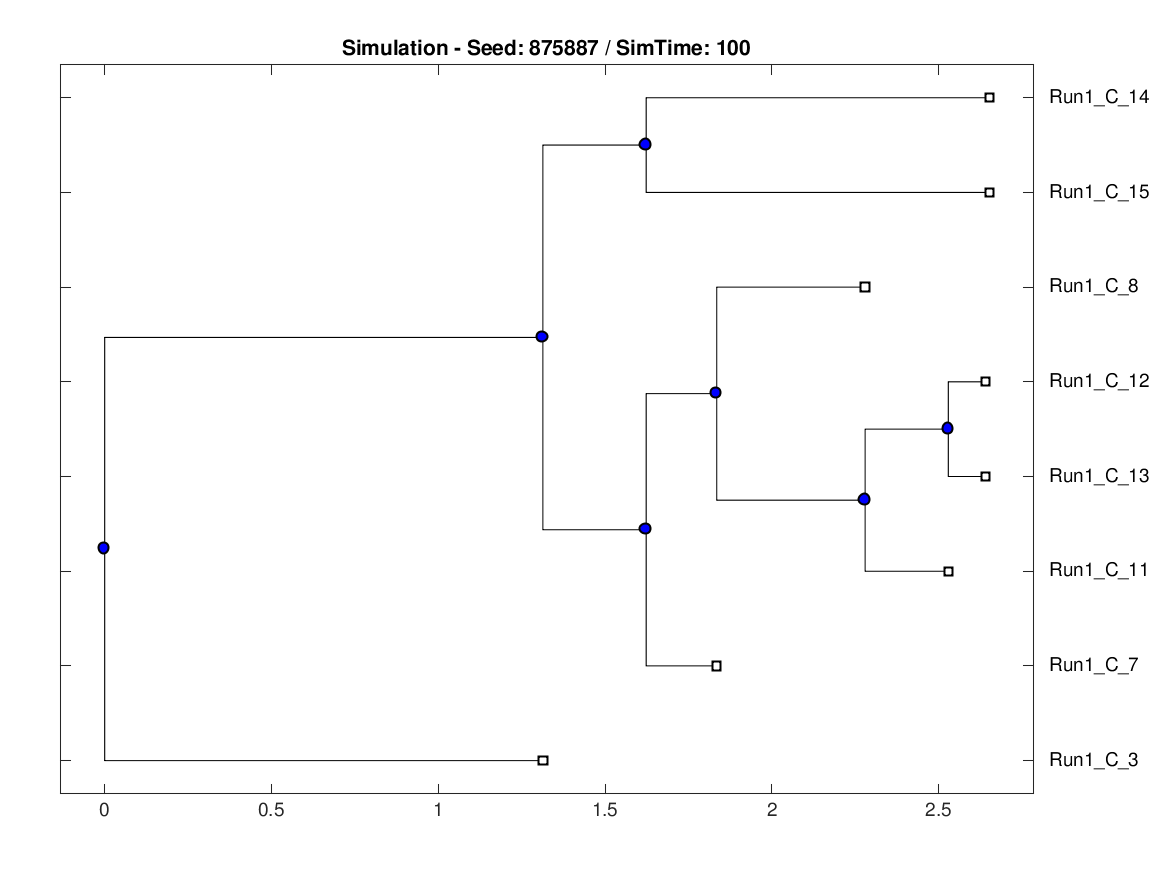 Simulation - Seed: 875887 / SimTime: 100
Run1_C_14
Run1_C_15
Run1_C_8
Run1_C_12
Run1_C_13
Run1_C_11
Run1_C_7
Run1_C_3
0 0.5 1 1.5 2 2.5